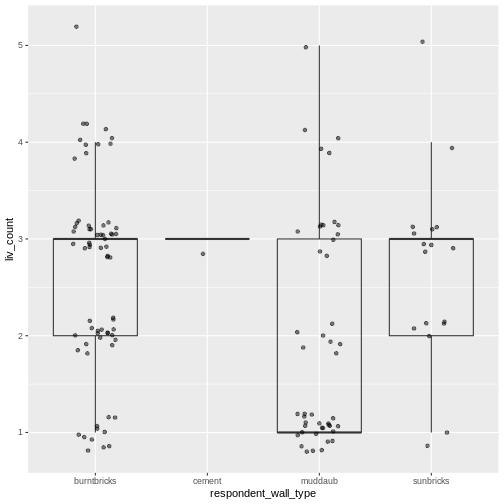 liv_count
5
4
3
2
1
burntbricks cement muddaub sunbricks
respondent_wall_type